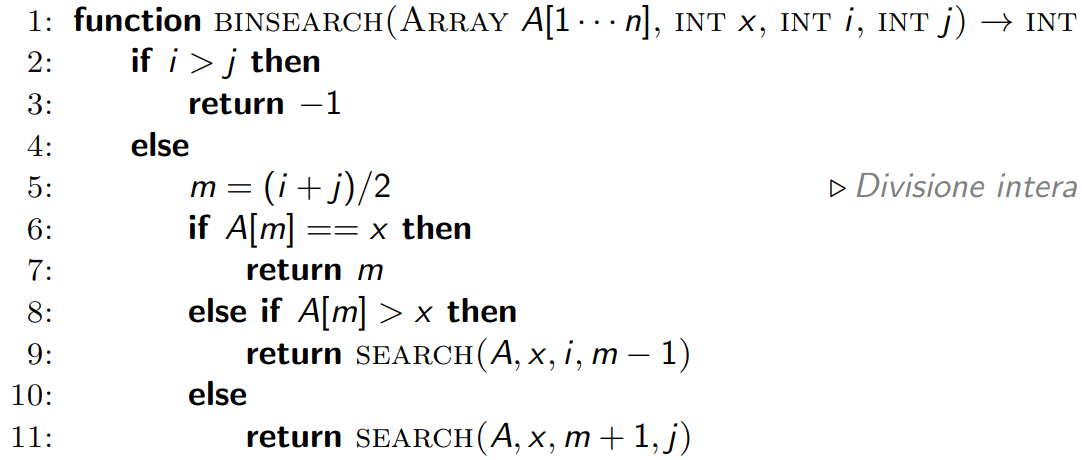 1: function BINSEARCH(ARRAY A[1 ··· n], INT x, INT i, INT j) → INT
2: if i > j then
3: return −1
4: else
5: m = (i + j)/2 ▷ Divisione intera
6: if A[m] == x then
7: return m
8: else if A[m] > x then
9: return SEARCH(A, x, i, m − 1)
10: else
11: return SEARCH(A, x, m + 1, j)